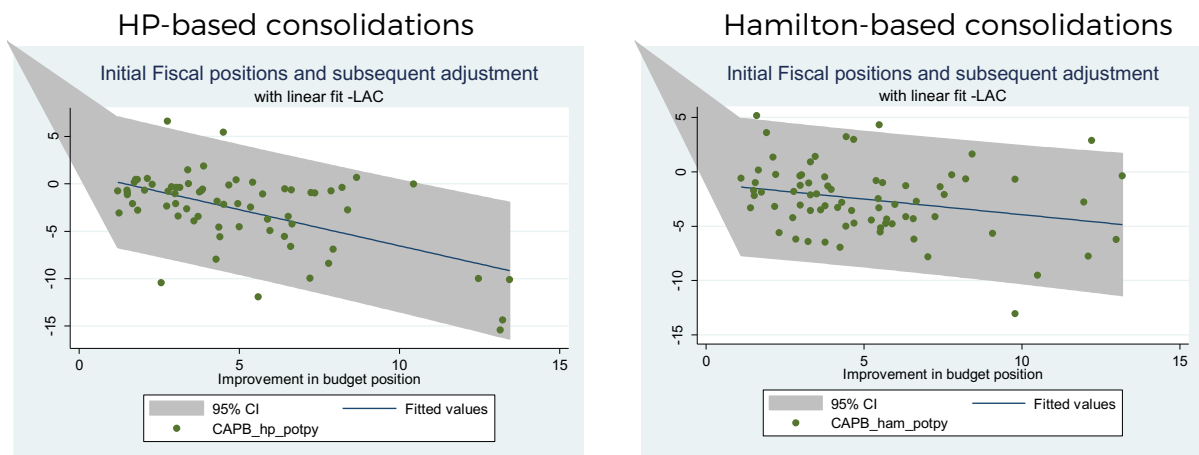 HP-based consolidations
Initial Fiscal positions and subsequent adjustment
with linear fit -LAC
5
0
-5
-10
-15
0 5 10 15
Improvement in budget position
95% CI Fitted values
CAPB_hp_potpy
Hamilton-based consolidations
Initial Fiscal positions and subsequent adjustment
with linear fit -LAC
5
0
-5
-10
-15
0 5 10 15
Improvement in budget position
95% CI Fitted values
CAPB_ham_potpy